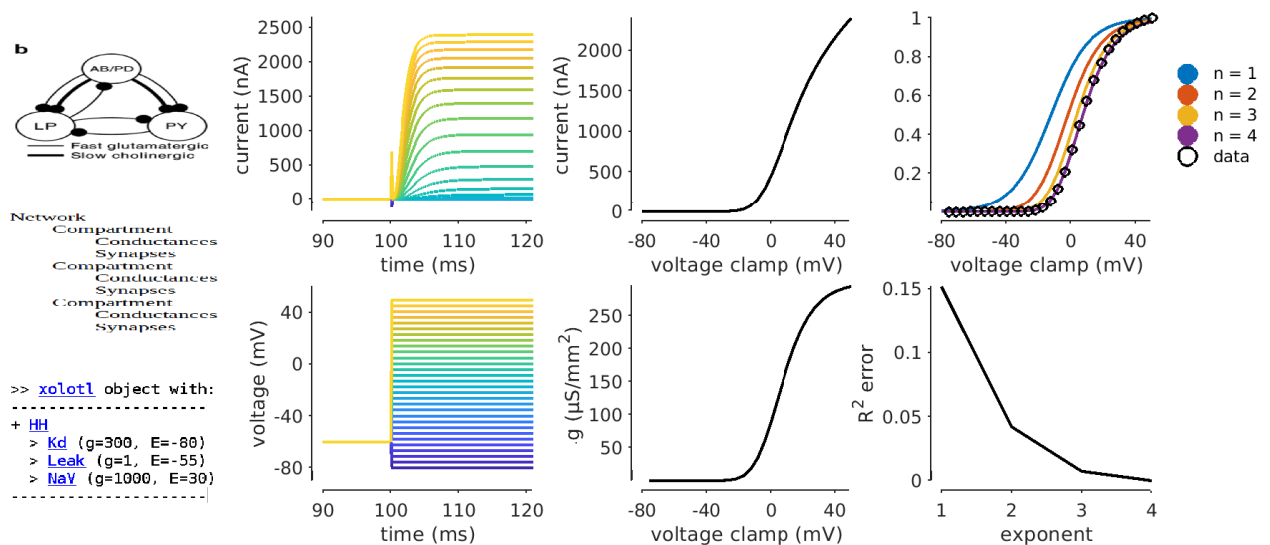 b
AB/PD
LP
PY
Fast glutamatergic
Slow cholinergic
Network
Compartment
Conductances
Synapses
Compartment
Conductances
Synapses
Compartment
Conductances
Synapses
>> xolotl object with:
---------------------
+ HH
> Kd (g=300, E=-80)
> Leak (g=1, E=-55)
> NaV (g=1000, E=30)
---------------------
current (nA)
2500
2000
1500
1000
500
0
90
100
110
120
time (ms)
current (nA)
2000
1000
0
-80
-40
0
40
voltage clamp (mV)
1
0.8
0.6
0.4
0.2
-80
-40
0
40
voltage clamp (mV)
n = 1
n = 2
n = 3
n = 4
data
voltage (mV)
40
0
-40
-80
90
100
110
120
time (ms)
g (μS/mm²)
250
200
150
100
50
-80
-40
0
40
voltage clamp (mV)
R² error
0.15
0.1
0.05
0
1
2
3
4
exponent